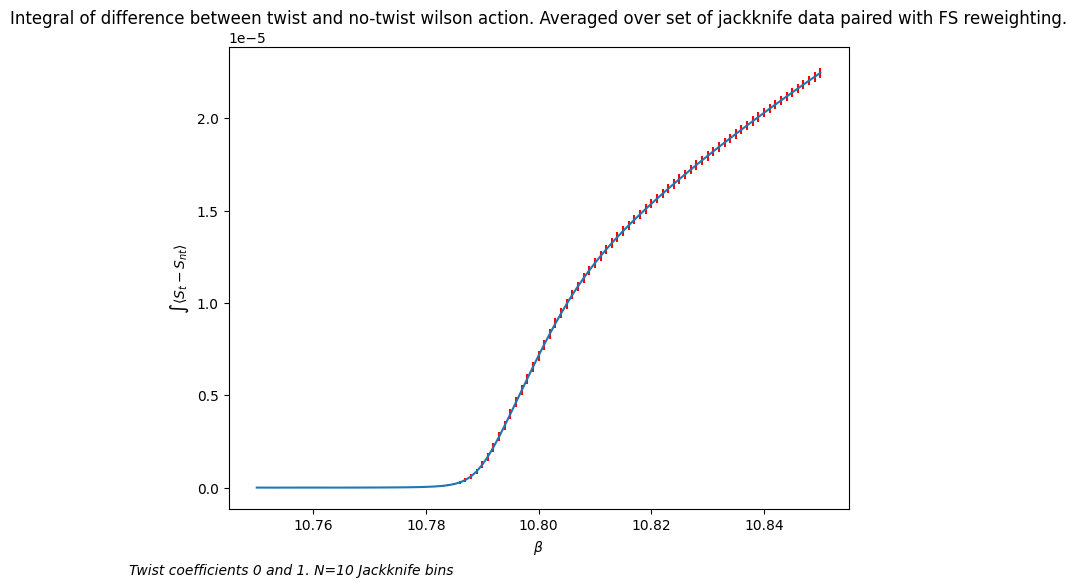 Integral of difference between twist and no-twist wilson action. Averaged over set of jackknife data paired with FS reweighting.
1e−5
2.0
1.5
1.0
0.5
0.0
∫⟨S_t − S_{nt}⟩
10.76 10.78 10.80 10.82 10.84
β
Twist coefficients 0 and 1. N=10 Jackknife bins